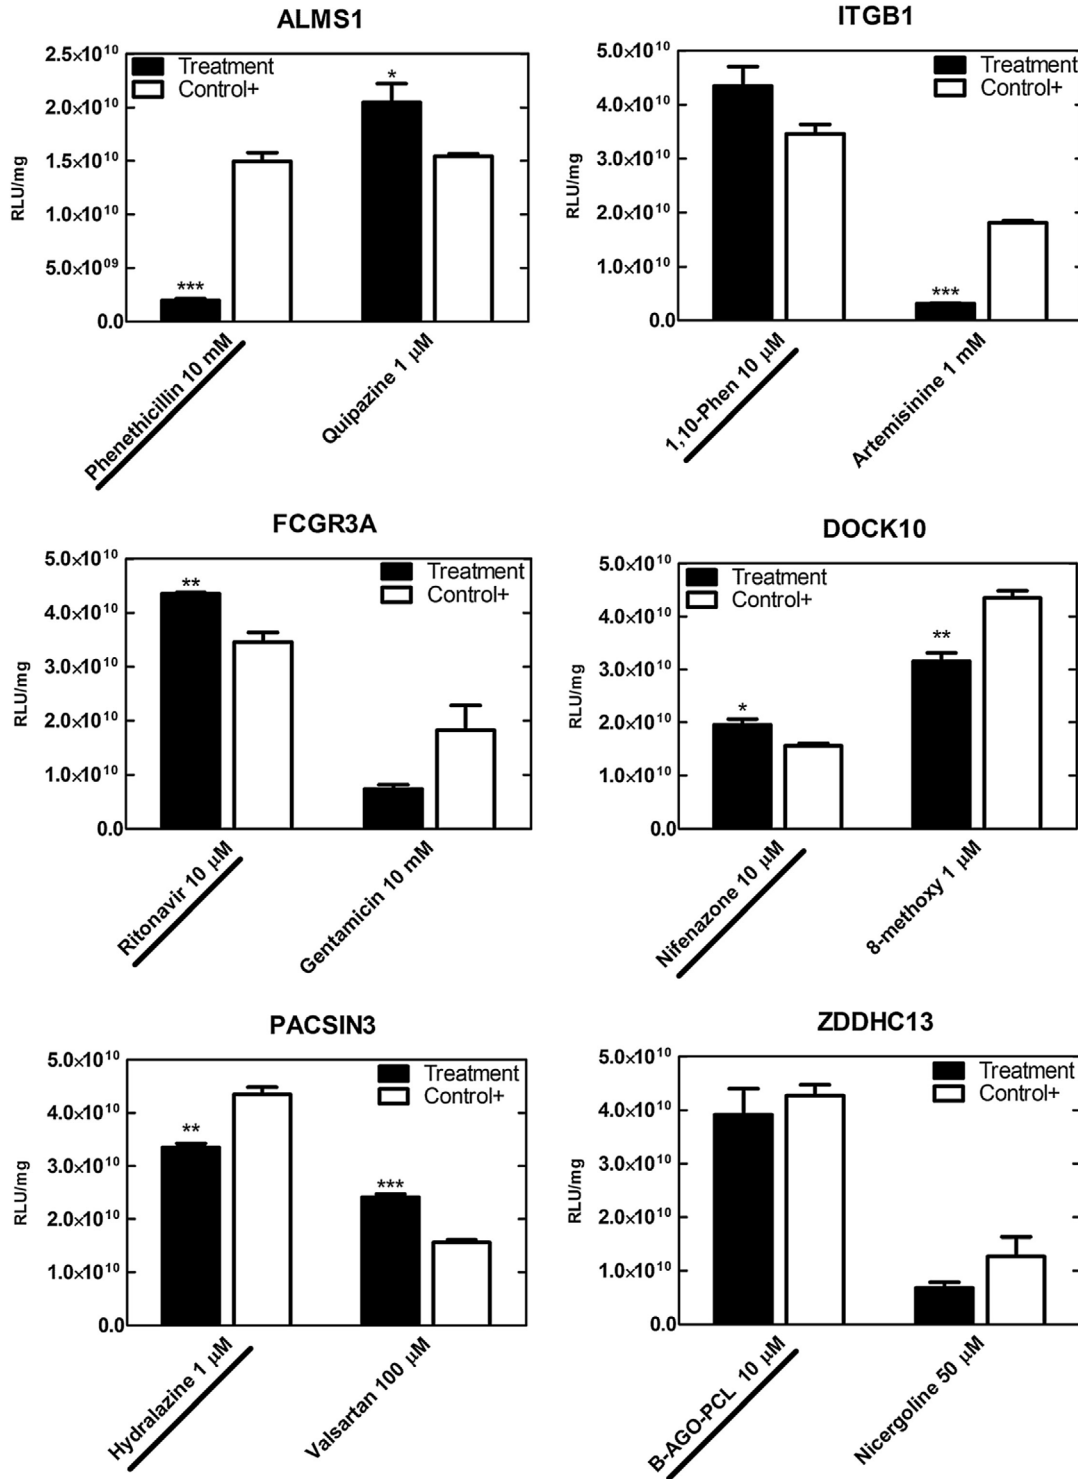 ALMS1
2.5×10¹⁰
2.0×10¹⁰
1.5×10¹⁰
1.0×10¹⁰
5.0×10⁰⁹
0.0
RLU/mg
Treatment
Control+
***
*
Phenethicillin 10 mM
Quipazine 1 µM
ITGB1
5.0×10¹⁰
4.0×10¹⁰
3.0×10¹⁰
2.0×10¹⁰
1.0×10¹⁰
0.0
RLU/mg
Treatment
Control+
***
1,10-Phen 10 µM
Artemisinine 1 mM
FCGR3A
5.0×10¹⁰
4.0×10¹⁰
3.0×10¹⁰
2.0×10¹⁰
1.0×10¹⁰
0.0
RLU/mg
Treatment
Control+
**
Ritonavir 10 µM
Gentamicin 10 mM
DOCK10
5.0×10¹⁰
4.0×10¹⁰
3.0×10¹⁰
2.0×10¹⁰
1.0×10¹⁰
0.0
RLU/mg
Treatment
Control+
*
**
Nifenazone 10 µM
8-methoxy 1 µM
PACSIN3
5.0×10¹⁰
4.0×10¹⁰
3.0×10¹⁰
2.0×10¹⁰
1.0×10¹⁰
0.0
RLU/mg
Treatment
Control+
**
***
Hydralazine 1 µM
Valsartan 100 µM
ZDDHC13
5.0×10¹⁰
4.0×10¹⁰
3.0×10¹⁰
2.0×10¹⁰
1.0×10¹⁰
0.0
RLU/mg
Treatment
Control+
B-AGO-PCL 10 µM
Nicergoline 50 µM